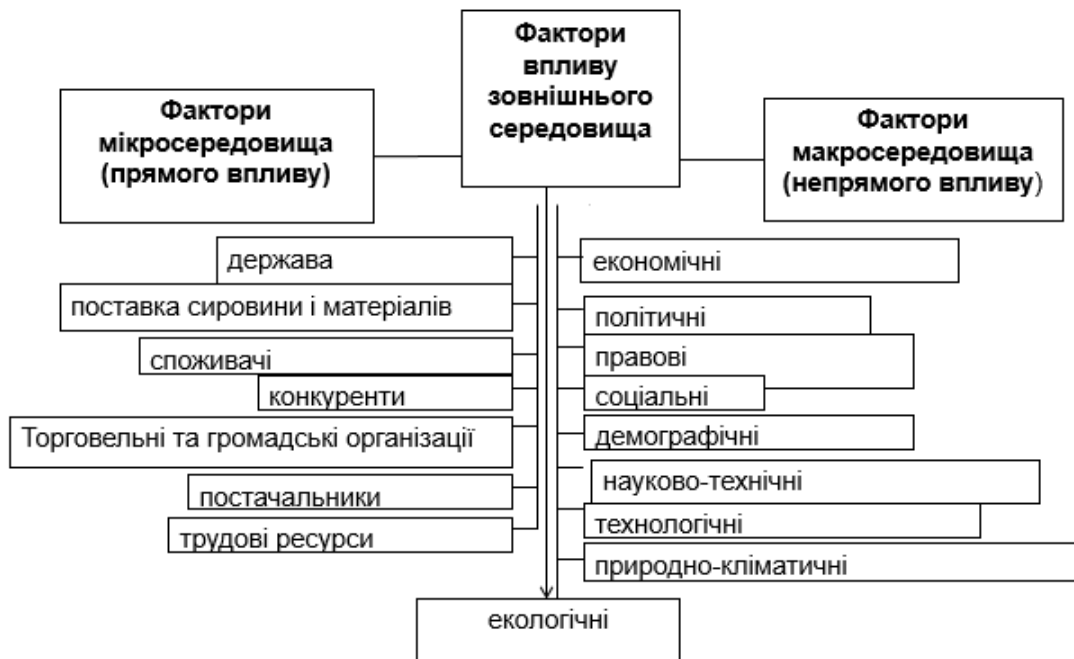 Фактори
впливу
зовнішнього
середовища
Фактори
мікросередовища
(прямого впливу)
Фактори
макросередовища
(непрямого впливу)
держава
поставка сировини і матеріалів
споживачі
конкуренти
Торговельні та громадські організації
постачальники
трудові ресурси
економічні
політичні
правові
соціальні
демографічні
науково-технічні
технологічні
природно-кліматичні
екологічні